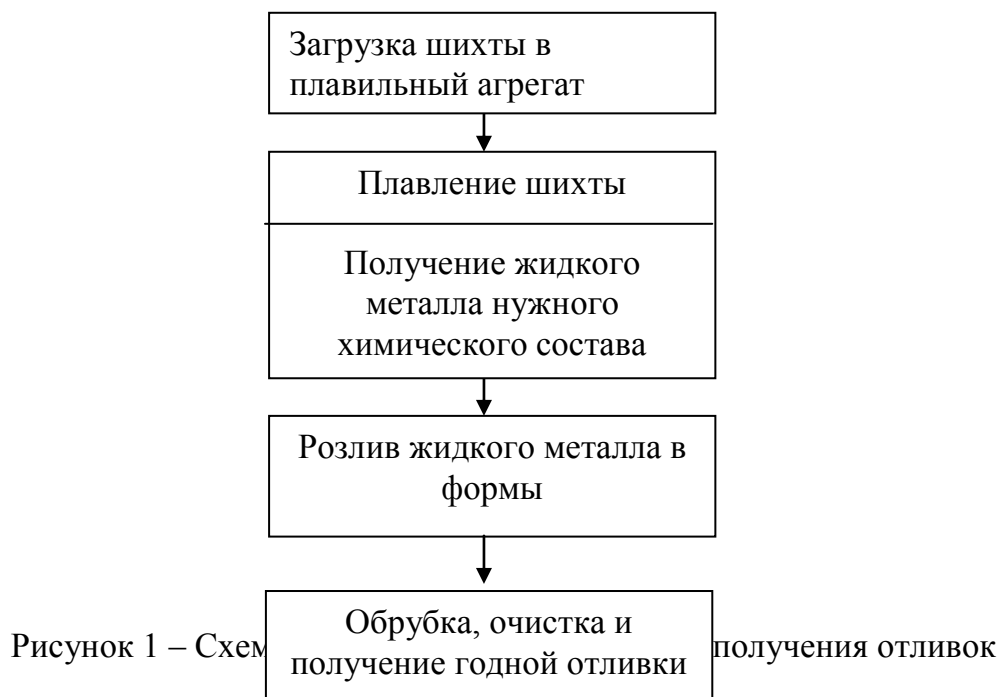 Загрузка шихты в
плавильный агрегат
Плавление шихты
Получение жидкого
металла нужного
химического состава
Розлив жидкого металла в
формы
Обрубка, очистка и
получение годной отливки
Рисунок 1 – Схем получения отливок